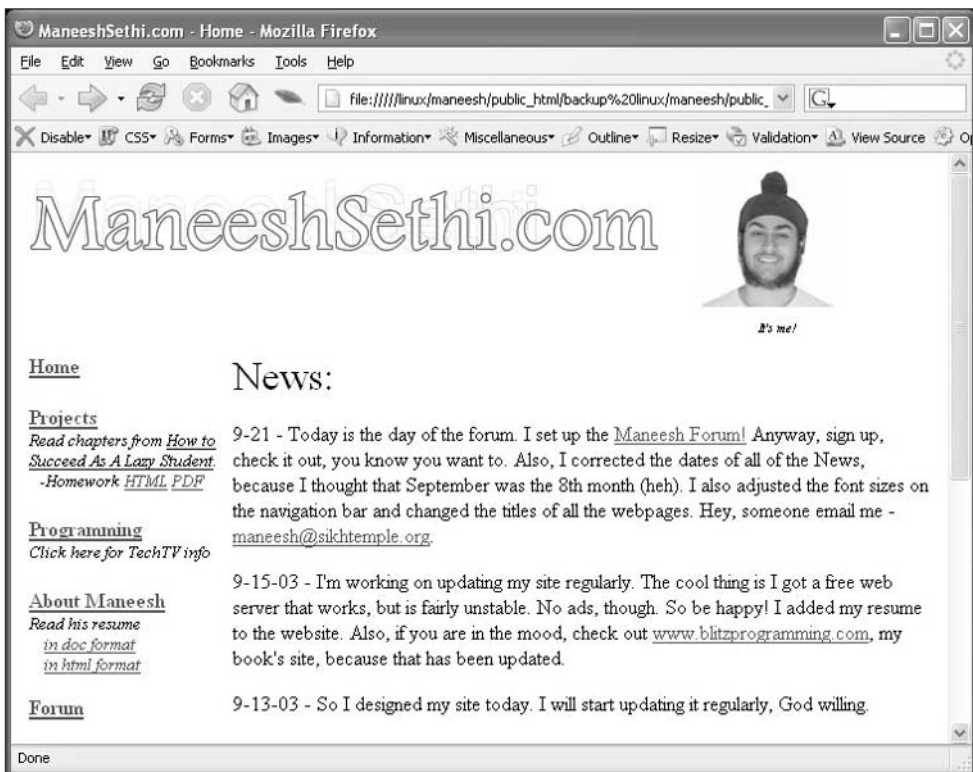 ManeeshSethi.com - Home - Mozilla Firefox
File Edit View Go Bookmarks Tools Help
file://///linux/maneesh/public_html/backup%20linux/maneesh/public_
G
Disable CSS Forms Images Information Miscellaneous Outline Resize Validation View Source Op
ManeeshSethi.com
It's me!
Home
Projects
Read chapters from How to
Succeed As A Lazy Student.
-Homework HTML PDF
Programming
Click here for TechTV info
About Maneesh
Read his resume
in doc format
in html format
Forum
News:
9-21 - Today is the day of the forum. I set up the Maneesh Forum! Anyway, sign up,
check it out, you know you want to. Also, I corrected the dates of all of the News,
because I thought that September was the 8th month (heh). I also adjusted the font sizes on
the navigation bar and changed the titles of all the webpages. Hey, someone email me -
maneesh@sikhtemple.org.
9-15-03 - I'm working on updating my site regularly. The cool thing is I got a free web
server that works, but is fairly unstable. No ads, though. So be happy! I added my resume
to the website. Also, if you are in the mood, check out www.blitzprogramming.com, my
book's site, because that has been updated.
9-13-03 - So I designed my site today. I will start updating it regularly, God willing.
Done